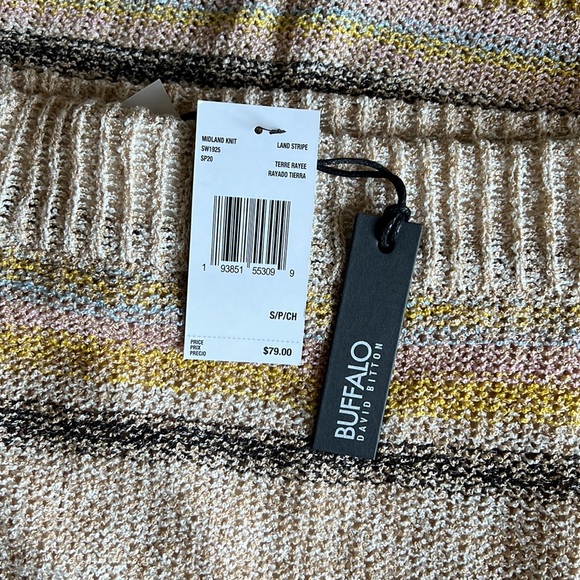 MIDLAND KNIT
SW1925
SP20
LAND STRIPE
TERRE RAYEE
RAYADO TIERRA
1 93851 55309 9
S/P/CH
PRICE
PRIX
PRECIO
$79.00
BUFFALO
DAVID BITTON